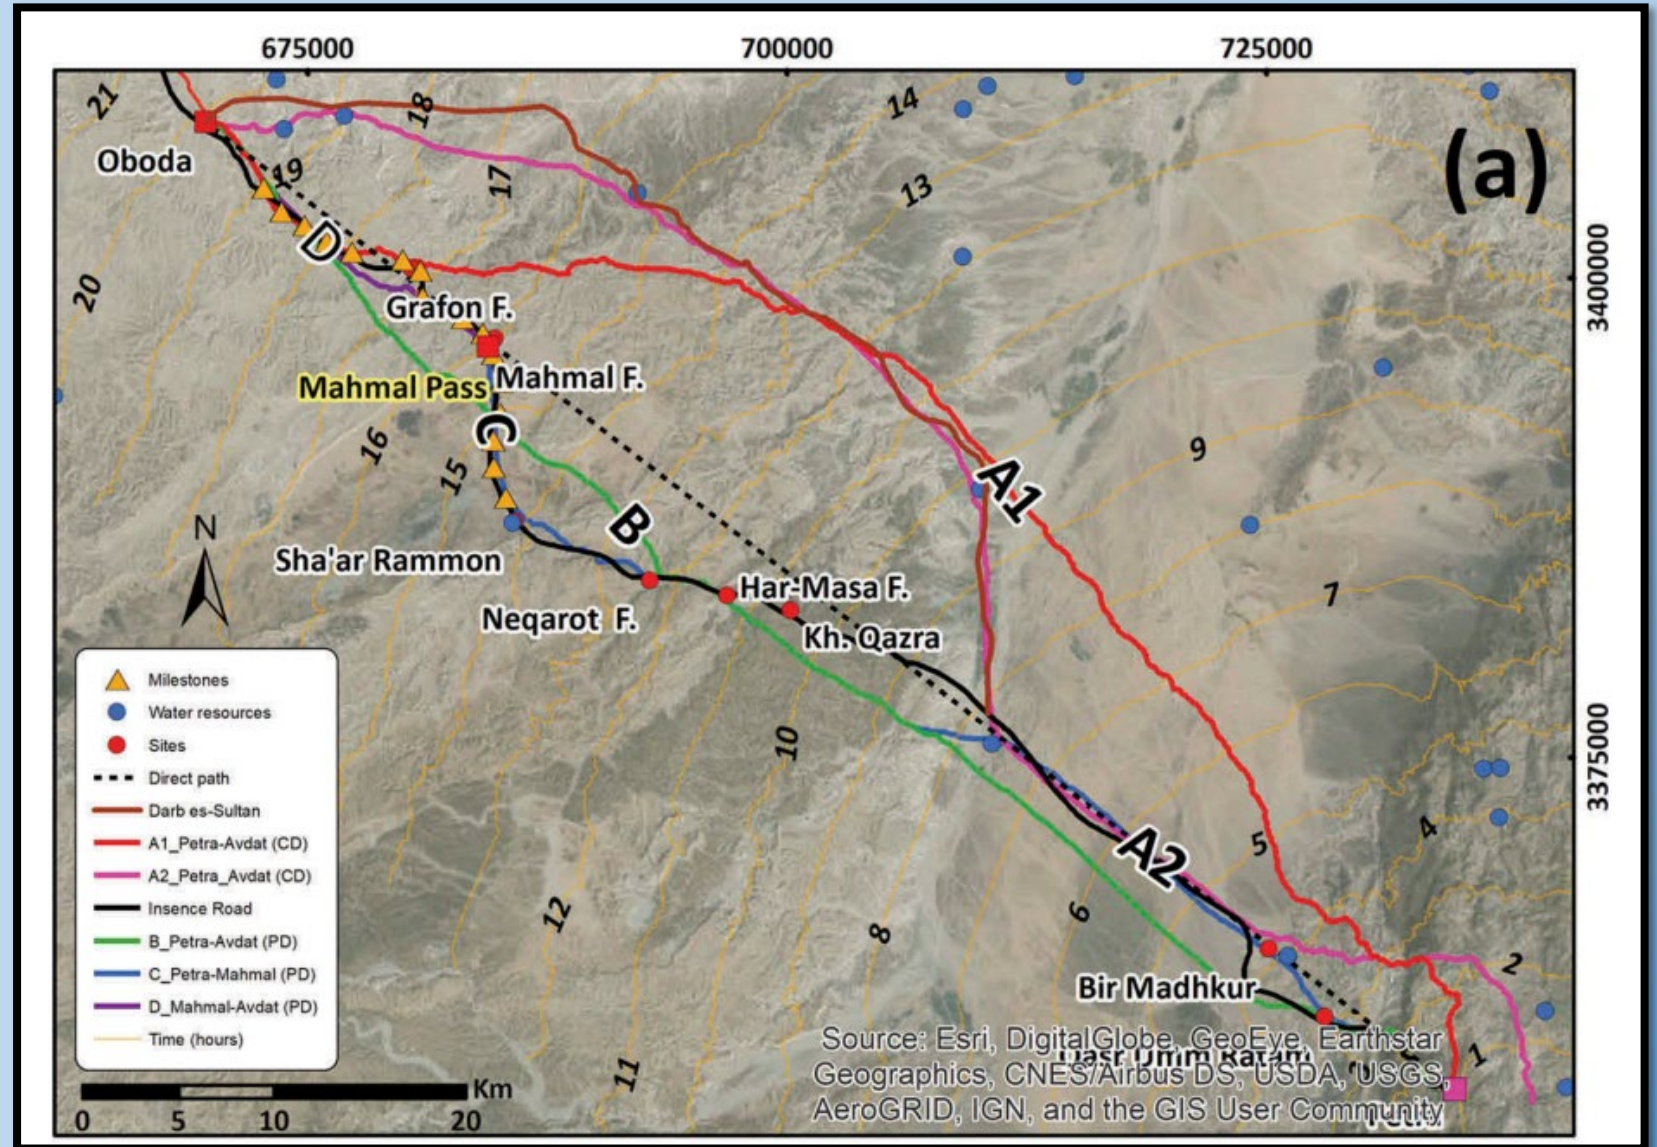 675000 700000 725000
21
18
14
(a)
Oboda
19
17
13
D
3400000
20
Grafon F.
Mahmal Pass
Mahmal F.
C
16
15
9
A1
B
N
Sha'ar Rammon
Har-Masa F.
7
Neqarot F.
Kh. Qazra
Milestones
Water resources
Sites
Direct path
Darb es-Sultan
A1_Petra-Avdat (CD)
A2_Petra_Avdat (CD)
Insence Road
B_Petra-Avdat (PD)
C_Petra-Mahmal (PD)
D_Mahmal-Avdat (PD)
Time (hours)
10
3375000
5
4
A2
12
8
6
2
Bir Madhkur
Source: Esri, DigitalGlobe, GeoEye, Earthstar
Qasr Umm Ratam
Geographics, CNES/Airbus DS, USDA, USGS,
AeroGRID, IGN, and the GIS User Community
11
1
Km
0 5 10 20